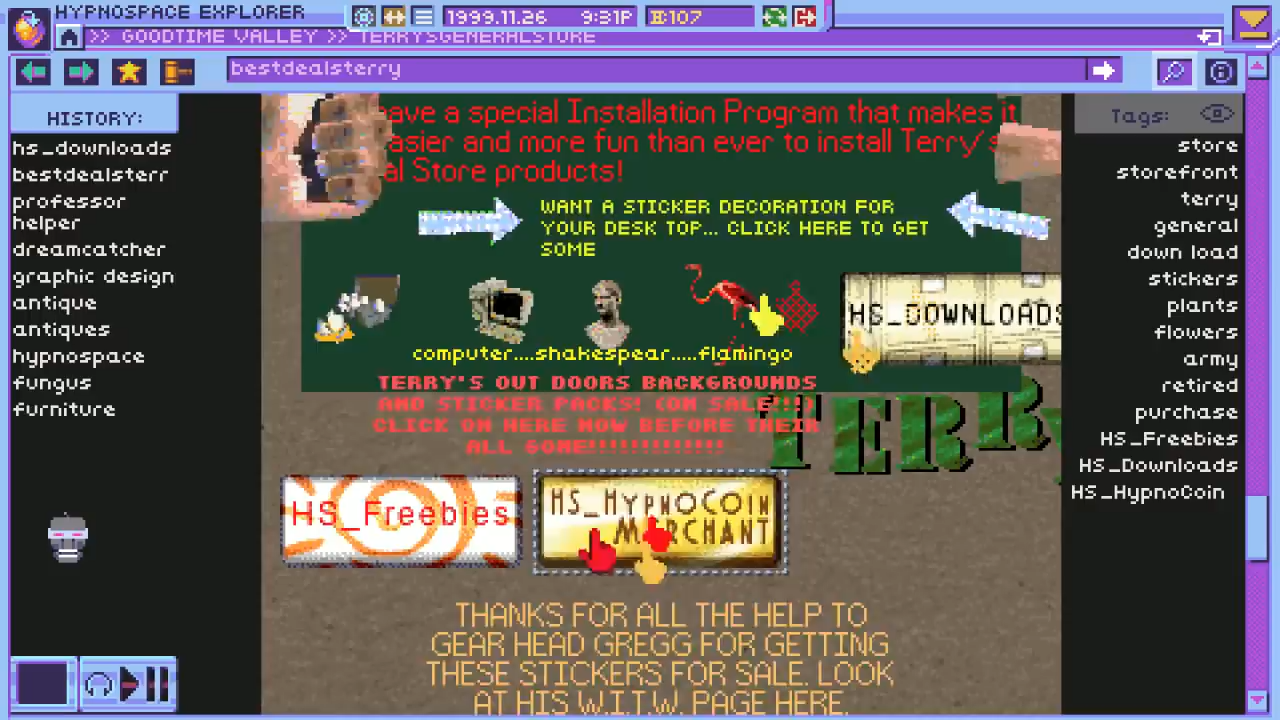 HYPNOSPACE EXPLORER
1999.11.26 9:31P
107
>> GOODTIME VALLEY >> TERRYSGENERALSTORE
bestdealsterry
HISTORY:
hs_downloads
bestdealsterr
professor
helper
dreamcatcher
graphic design
antique
antiques
hypnospace
fungus
furniture
ave a special Installation Program that makes it
asier and more fun than ever to install Terry's
al Store products!
WANT A STICKER DECORATION FOR
YOUR DESK TOP... CLICK HERE TO GET
SOME
HS_DOWNLOADS
computer....shakespear.....flamingo
TERRY'S OUT DOORS BACKGROUNDS
AND STICKER PACKS! (ON SALE!!!)
CLICK ON HERE NOW BEFORE THEIR
ALL GONE!!!!!!!!!!!!!!
TERR
HS_Freebies
HS_HYPNOCOIN
MERCHANT
THANKS FOR ALL THE HELP TO
GEAR HEAD GREGG FOR GETTING
THESE STICKERS FOR SALE. LOOK
AT HIS W.I.T.W. PAGE HERE.
Tags:
store
storefront
terry
general
down load
stickers
plants
flowers
army
retired
purchase
HS_Freebies
HS_Downloads
HS_HypnoCoin